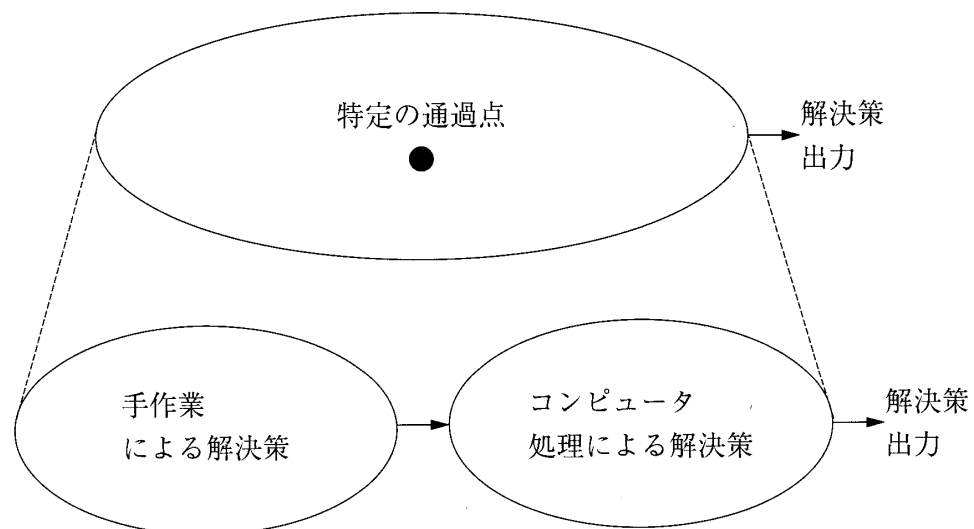 特定の通過点
解決策
出力
手作業
による解決策
コンピュータ
処理による解決策
解決策
出力